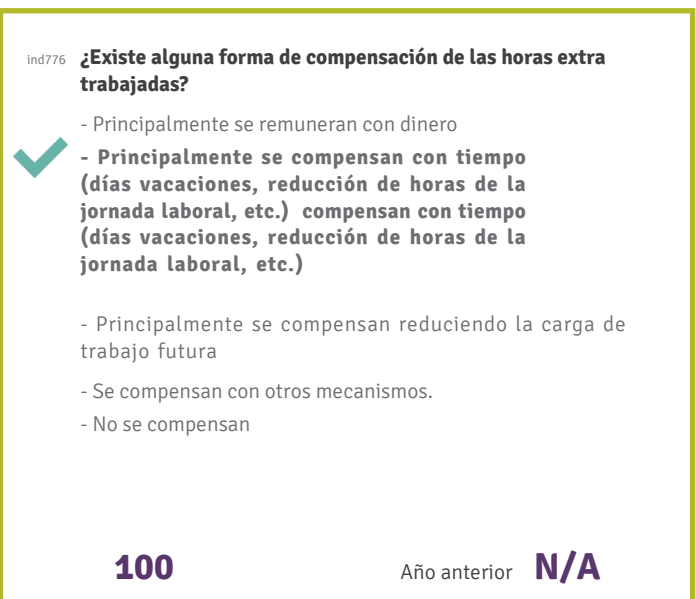 ind776 ¿Existe alguna forma de compensación de las horas extra
trabajadas?
- Principalmente se remuneran con dinero
- Principalmente se compensan con tiempo
(días vacaciones, reducción de horas de la
jornada laboral, etc.) compensan con tiempo
(días vacaciones, reducción de horas de la
jornada laboral, etc.)
- Principalmente se compensan reduciendo la carga de
trabajo futura
- Se compensan con otros mecanismos.
- No se compensan
100 Año anterior N/A